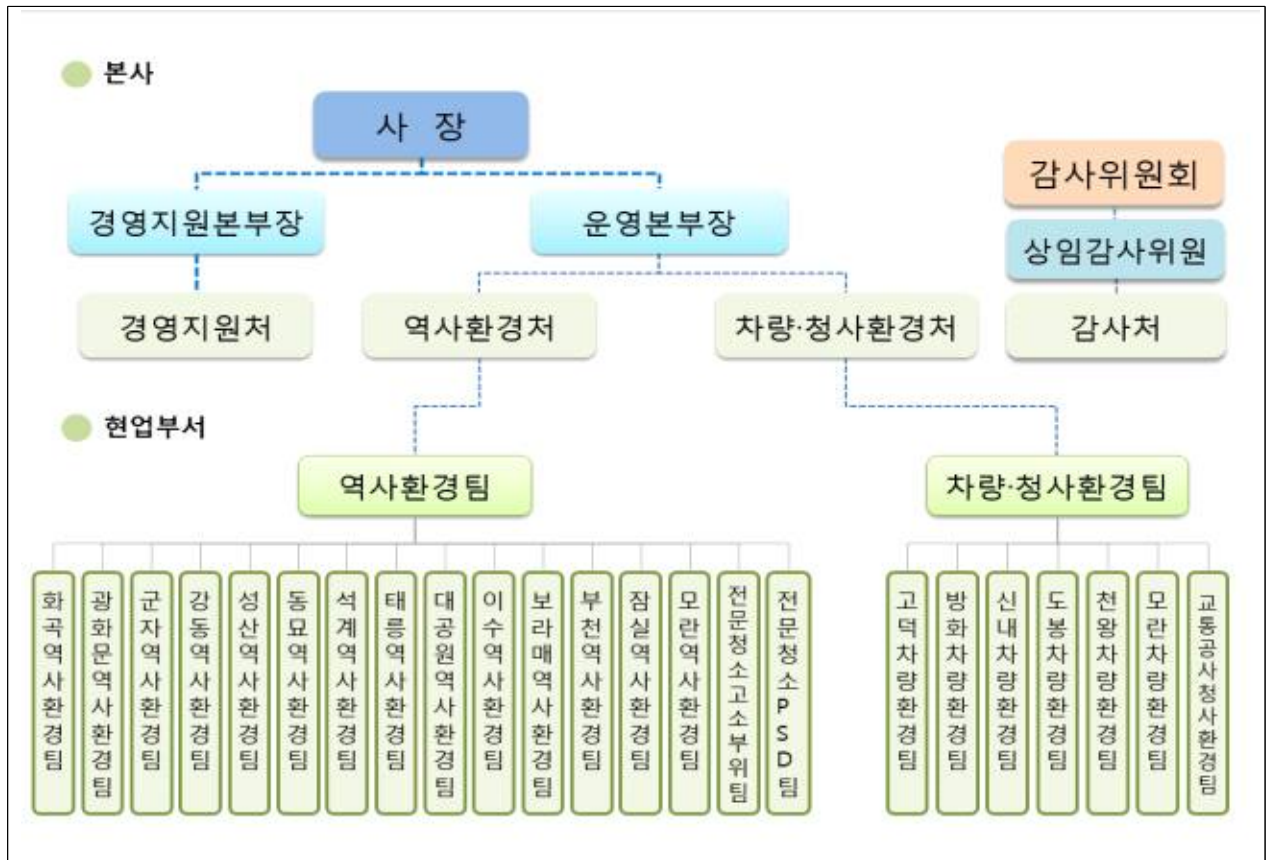 본사
사 장
감사위원회
경영지원본부장
운영본부장
상임감사위원
경영지원처
역사환경처
차량·청사환경처
감사처
현업부서
역사환경팀
차량·청사환경팀
화곡역사환경팀
광화문역사환경팀
군자역사환경팀
강동역사환경팀
성산역사환경팀
동묘역사환경팀
석계역사환경팀
태릉역사환경팀
대공원역사환경팀
이수역사환경팀
보라매역사환경팀
부천역사환경팀
잠실역사환경팀
모란역사환경팀
전문청소고소부위팀
전문청소PSD팀
고덕차량환경팀
방화차량환경팀
신내차량환경팀
도봉차량환경팀
천왕차량환경팀
모란차량환경팀
교통공사청사환경팀